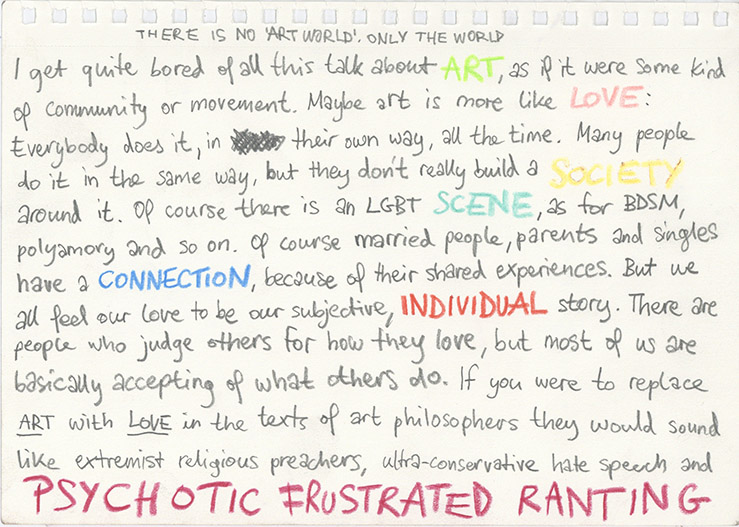 THERE IS NO 'ART WORLD'. ONLY THE WORLD
I get quite bored of all this talk about ART, as if it were some kind
of community or movement. Maybe art is more like LOVE:
Everybody does it, in their own way, all the time. Many people
do it in the same way, but they don't really build a SOCIETY
around it. Of course there is an LGBT SCENE, as for BDSM,
polyamory and so on. Of course married people, parents and singles
have a CONNECTION, because of their shared experiences. But we
all feel our love to be our subjective, INDIVIDUAL story. There are
people who judge others for how they love, but most of us are
basically accepting of what others do. If you were to replace
ART with LOVE in the texts of art philosophers they would sound
like extremist religious preachers, ultra-conservative hate speech and
PSYCHOTIC FRUSTRATED RANTING